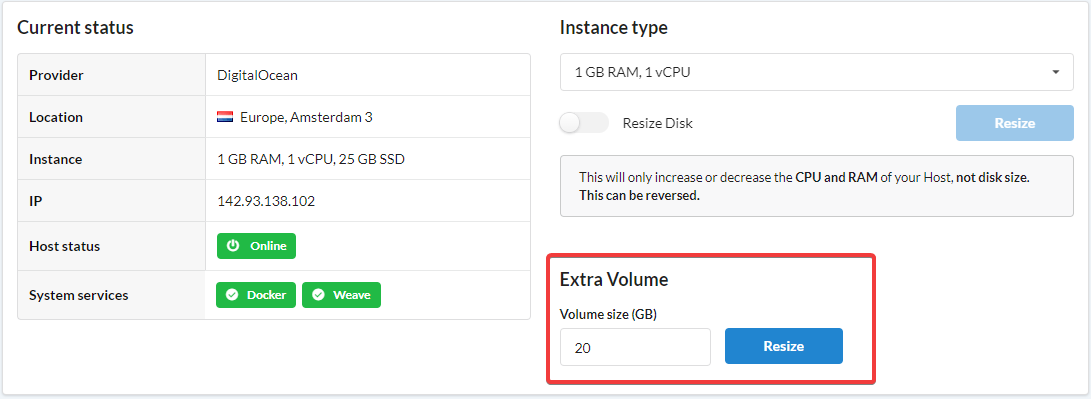 Current status
Provider DigitalOcean
Location Europe, Amsterdam 3
Instance 1 GB RAM, 1 vCPU, 25 GB SSD
IP 142.93.138.102
Host status Online
System services Docker Weave
Instance type
1 GB RAM, 1 vCPU
Resize Disk Resize
This will only increase or decrease the CPU and RAM of your Host, not disk size.
This can be reversed.
Extra Volume
Volume size (GB)
20 Resize